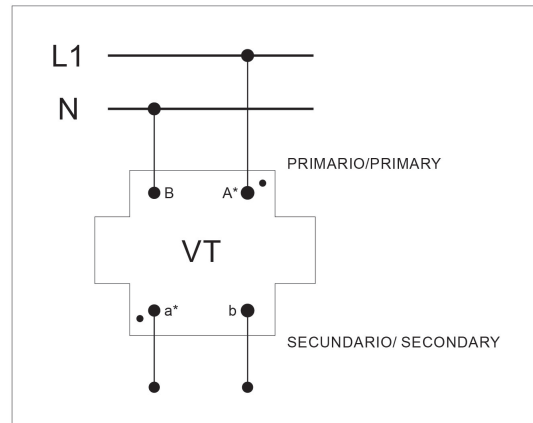 L1
N
PRIMARIO/PRIMARY
B A*
VT
a* b
SECUNDARIO/ SECONDARY